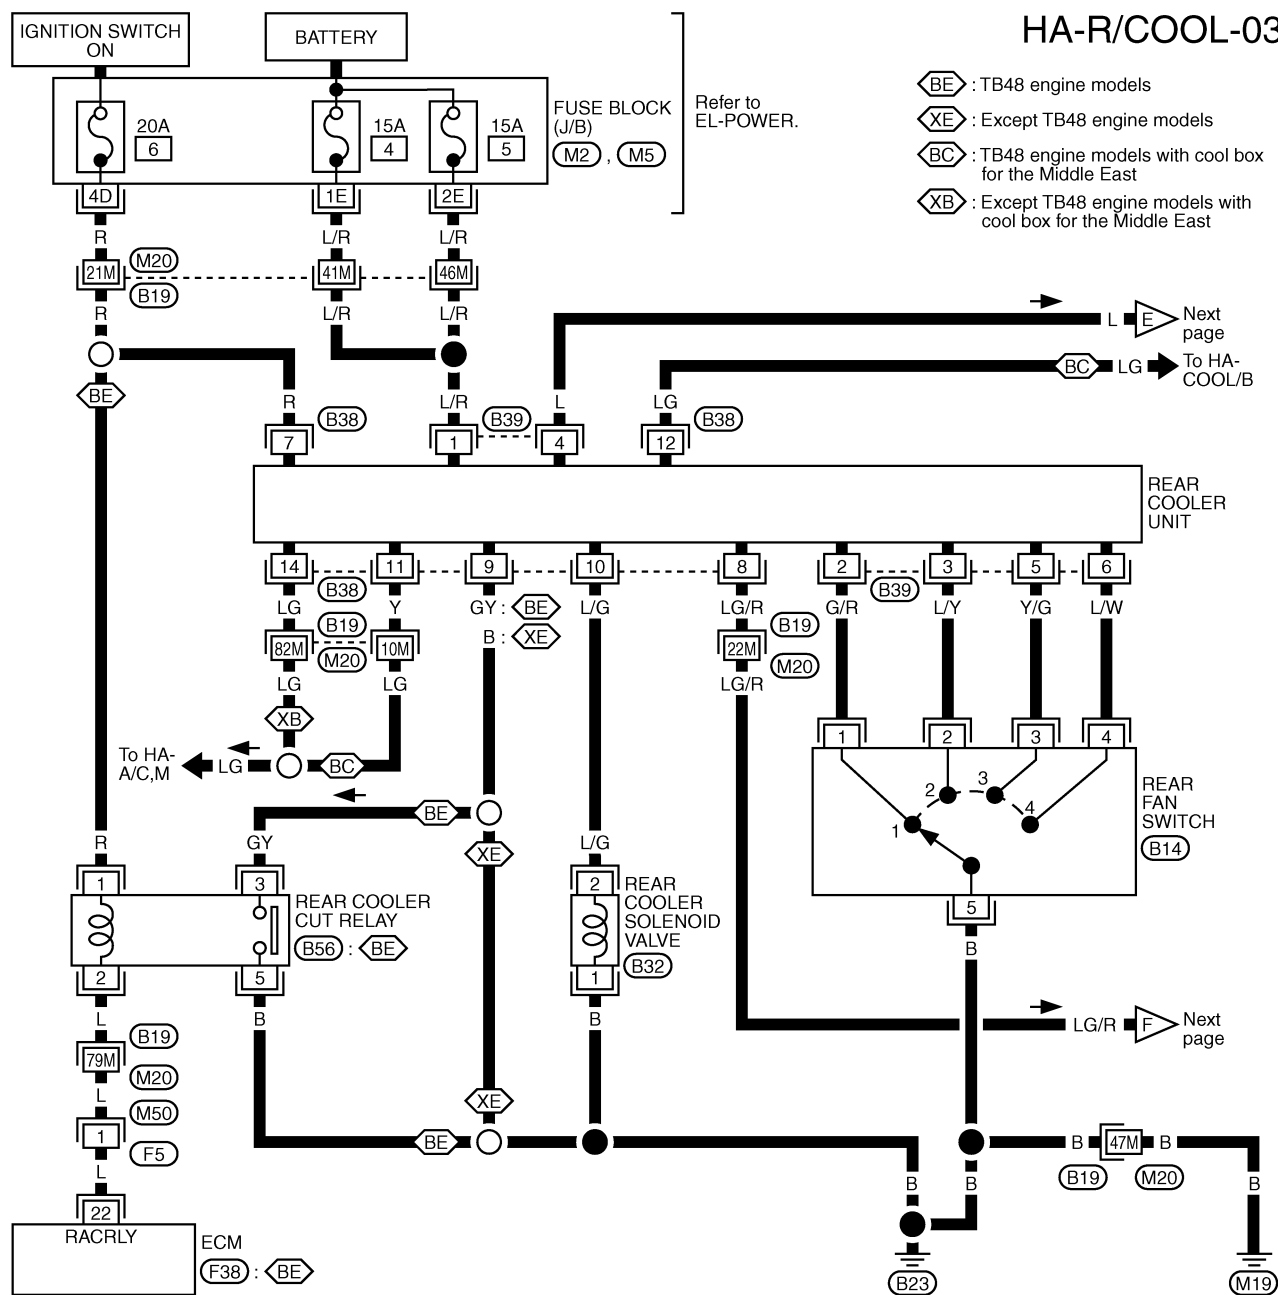 HA-R/COOL-03
IGNITION SWITCH
ON
BATTERY
20A
6
15A
4
15A
5
FUSE BLOCK
(J/B)
M2 , M5
Refer to
EL-POWER.
BE : TB48 engine models
XE : Except TB48 engine models
BC : TB48 engine models with cool box
for the Middle East
XB : Except TB48 engine models with
cool box for the Middle East
4D 1E 2E
R L/R L/R
M20
21M 41M 46M
B19
R L/R L/R
L E Next
page
BC LG To HA-
COOL/B
BE
R L/R L LG
B38 B39 B38
7 1 4 12
REAR
COOLER
UNIT
14 11 9 10 8 2 3 5 6
B38 B39
LG Y GY : BE L/G LG/R G/R L/Y Y/G L/W
B19 B : XE B19
82M 10M 22M
M20 M20
LG LG LG/R
XB
1 2 3 4
To HA-
A/C,M
LG BC
2 3
1 4
REAR
FAN
SWITCH
B14
BE
R GY XE L/G
1 3 2
REAR COOLER
CUT RELAY
B56 : BE
REAR
COOLER
SOLENOID
VALVE
B32
5
B
2 5 1
L B B
LG/R F Next
page
B19
79M
M20
L
M50
1
F5
L
XE
BE
B 47M B
B19 M20
B B B
22
RACRLY
ECM
F38 : BE
B23 M19